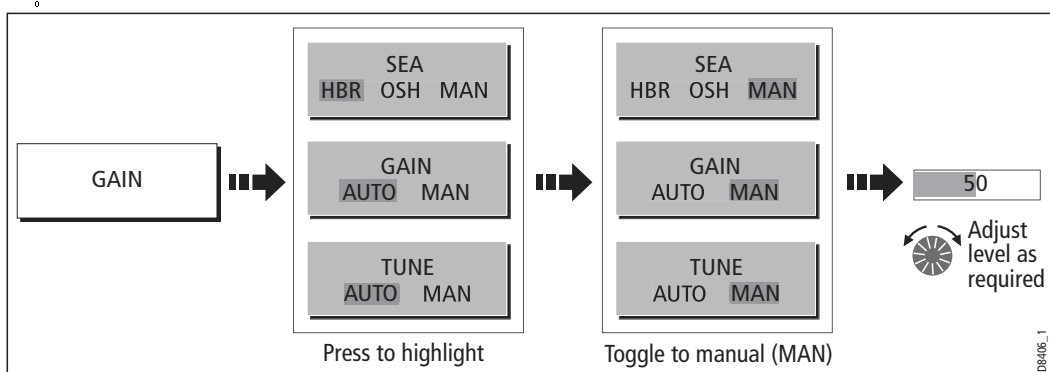 0
GAIN
SEA
HBR OSH MAN
GAIN
AUTO MAN
TUNE
AUTO MAN
Press to highlight
SEA
HBR OSH MAN
GAIN
AUTO MAN
TUNE
AUTO MAN
Toggle to manual (MAN)
50
Adjust
level as
required
D8406_1